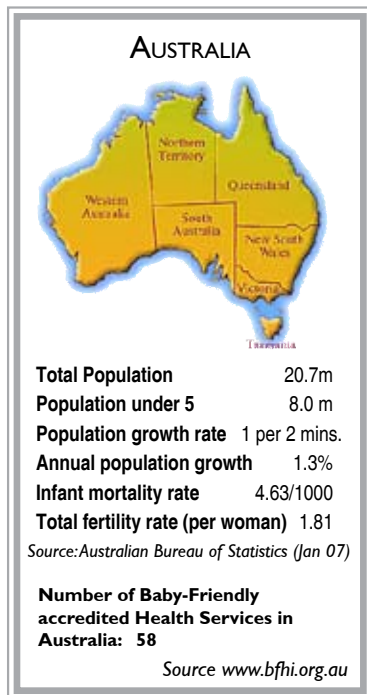 AUSTRALIA
Northern
Territory
Queensland
Western
Australia
South
Australia
New South
Wales
Victoria
Tasmania
Total Population 20.7m
Population under 5 8.0 m
Population growth rate 1 per 2 mins.
Annual population growth 1.3%
Infant mortality rate 4.63/1000
Total fertility rate (per woman) 1.81
Source:Australian Bureau of Statistics (Jan 07)
Number of Baby-Friendly
accredited Health Services in
Australia: 58
Source www.bfhi.org.au